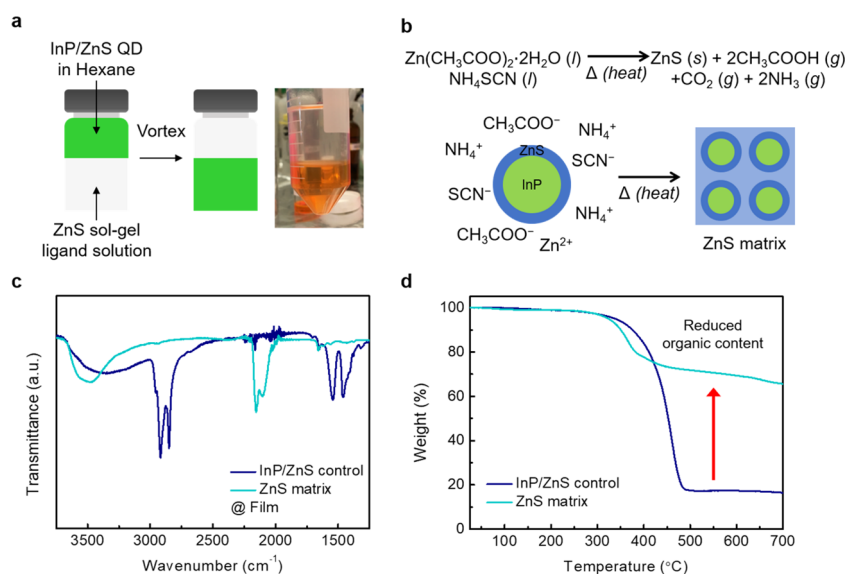 a
InP/ZnS QD
in Hexane
Vortex
ZnS sol-gel
ligand solution
b
Zn(CH₃COO)₂·2H₂O (l)
NH₄SCN (l)
Δ (heat)
ZnS (s) + 2CH₃COOH (g)
+CO₂ (g) + 2NH₃ (g)
CH₃COO⁻
NH₄⁺
NH₄⁺
ZnS
SCN⁻
InP
SCN⁻
Δ (heat)
NH₄⁺
CH₃COO⁻
Zn²⁺
ZnS matrix
c
Transmittance (a.u.)
InP/ZnS control
ZnS matrix
@ Film
3500 3000 2500 2000 1500
Wavenumber (cm⁻¹)
d
Weight (%)
100
80
60
40
20
0
Reduced
organic content
InP/ZnS control
ZnS matrix
100 200 300 400 500 600 700
Temperature (°C)